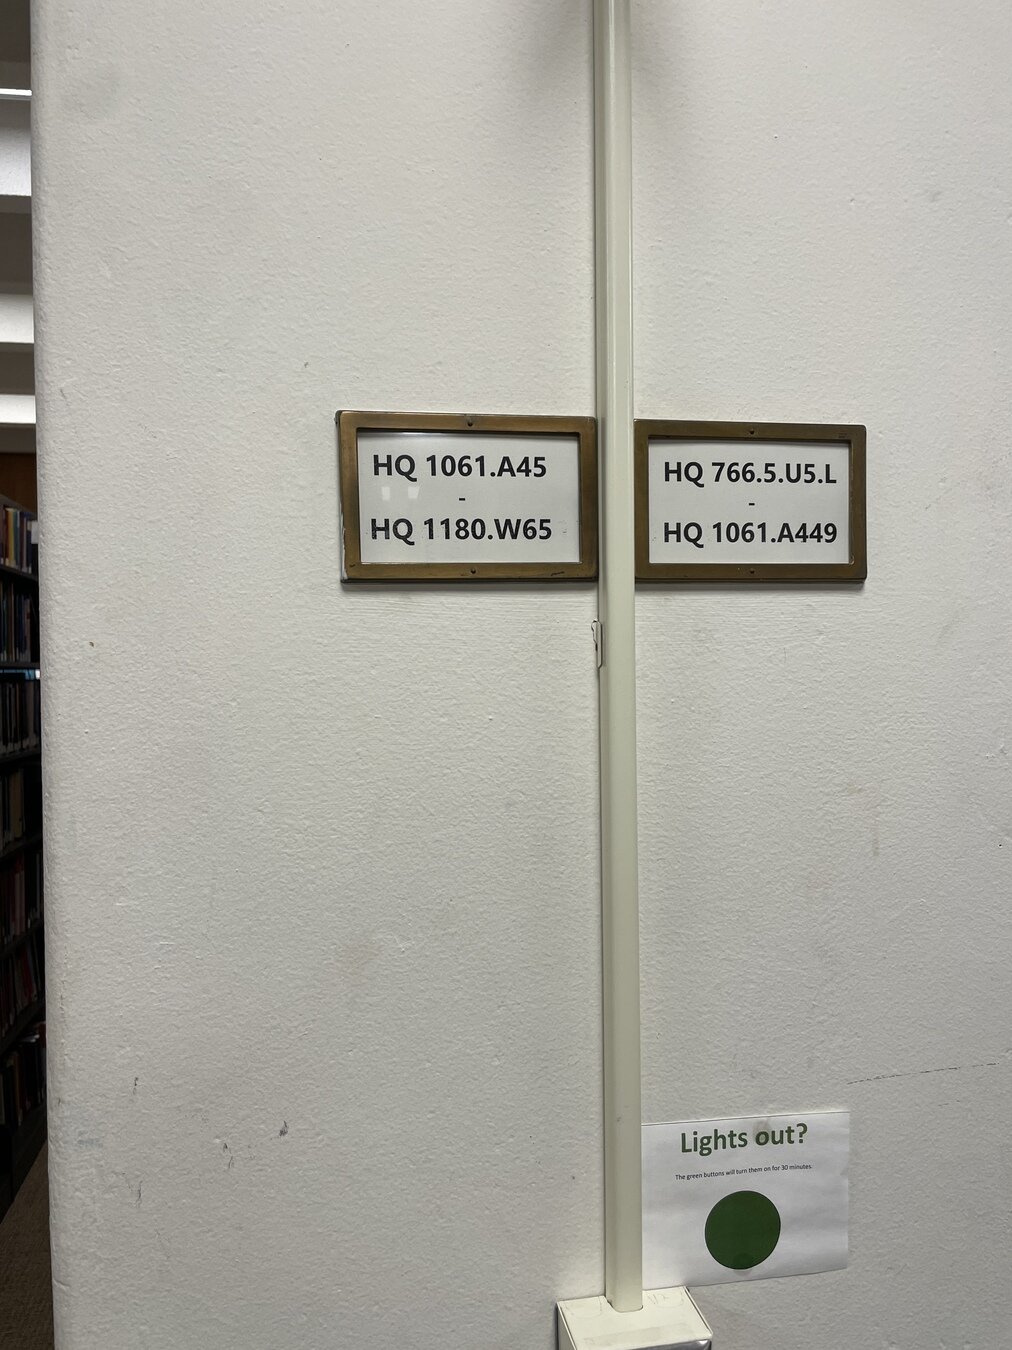 HQ 1061.A45
-
HQ 1180.W65
HQ 766.5.U5.L
-
HQ 1061.A449
Lights out?
The green buttons will turn them on for 30 minutes.